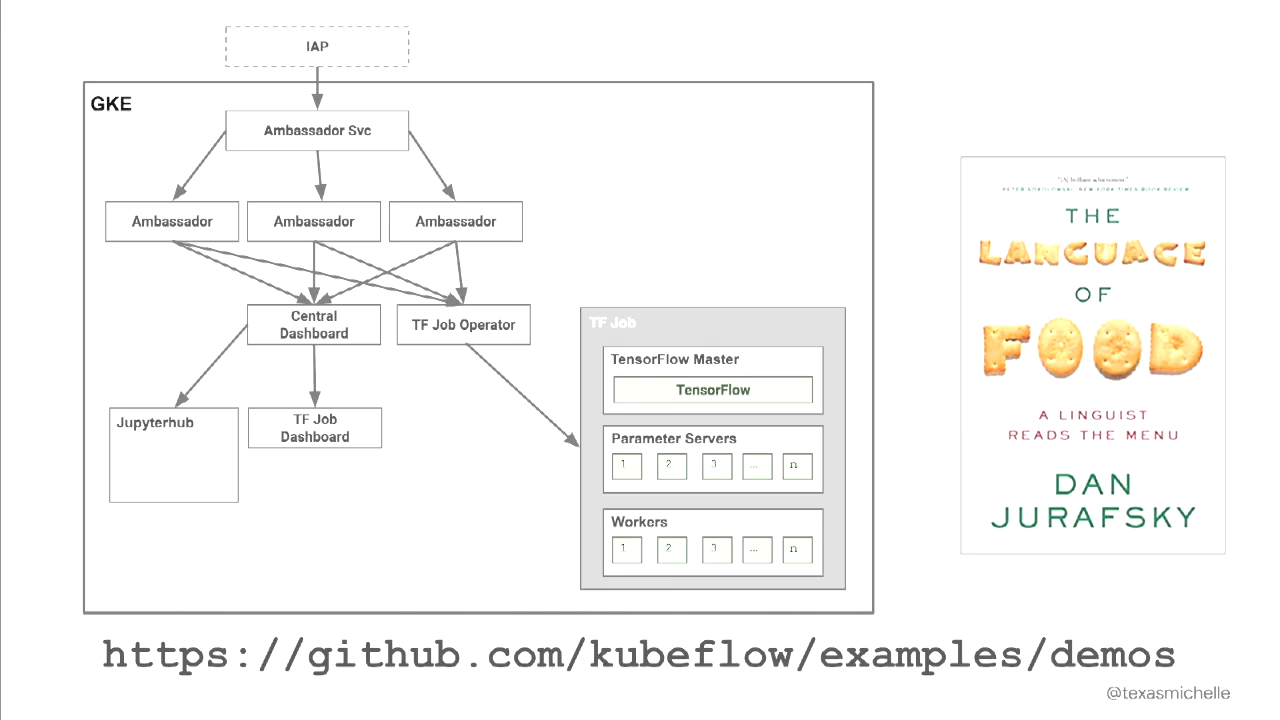 IAP
GKE
Ambassador Svc
Ambassador
Ambassador
Ambassador
Central
Dashboard
TF Job Operator
Jupyterhub
TF Job
Dashboard
TF Job
TensorFlow Master
TensorFlow
Parameter Servers
1 2 3 ... n
Workers
1 2 3 ... n
"[A] brilliant achievement."
THE
LANGUAGE
OF
FOOD
A LINGUIST
READS THE MENU
DAN
JURAFSKY
https://github.com/kubeflow/examples/demos
@texasmichelle